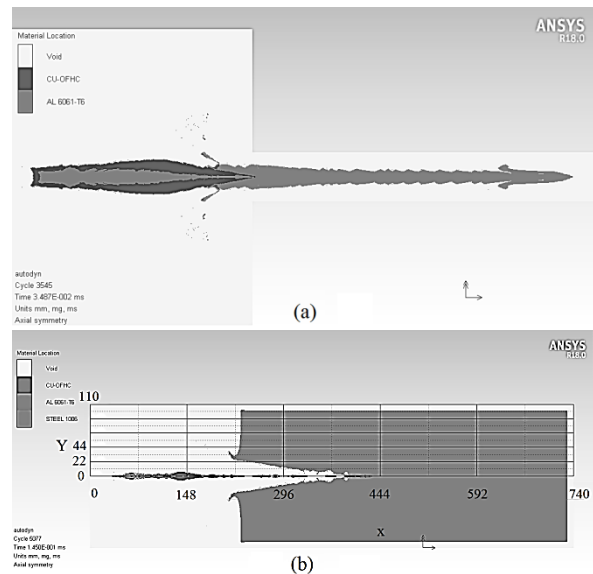 ANSYS
R18.0
Material Location
Void
CU-OFHC
AL 6061-T6
autodyn
Cycle 3545
Time 3.487E-002 ms
Units mm, mg, ms
Axial symmetry
(a)
ANSYS
R18.0
Material Location
Void
CU-OFHC
AL 6061-T6
STEEL 1006
110
Y 44
22
0
0 148 296 444 592 740
X
autodyn
Cycle 5077
Time 1.450E-001 ms
Units mm, mg, ms
Axial symmetry
(b)